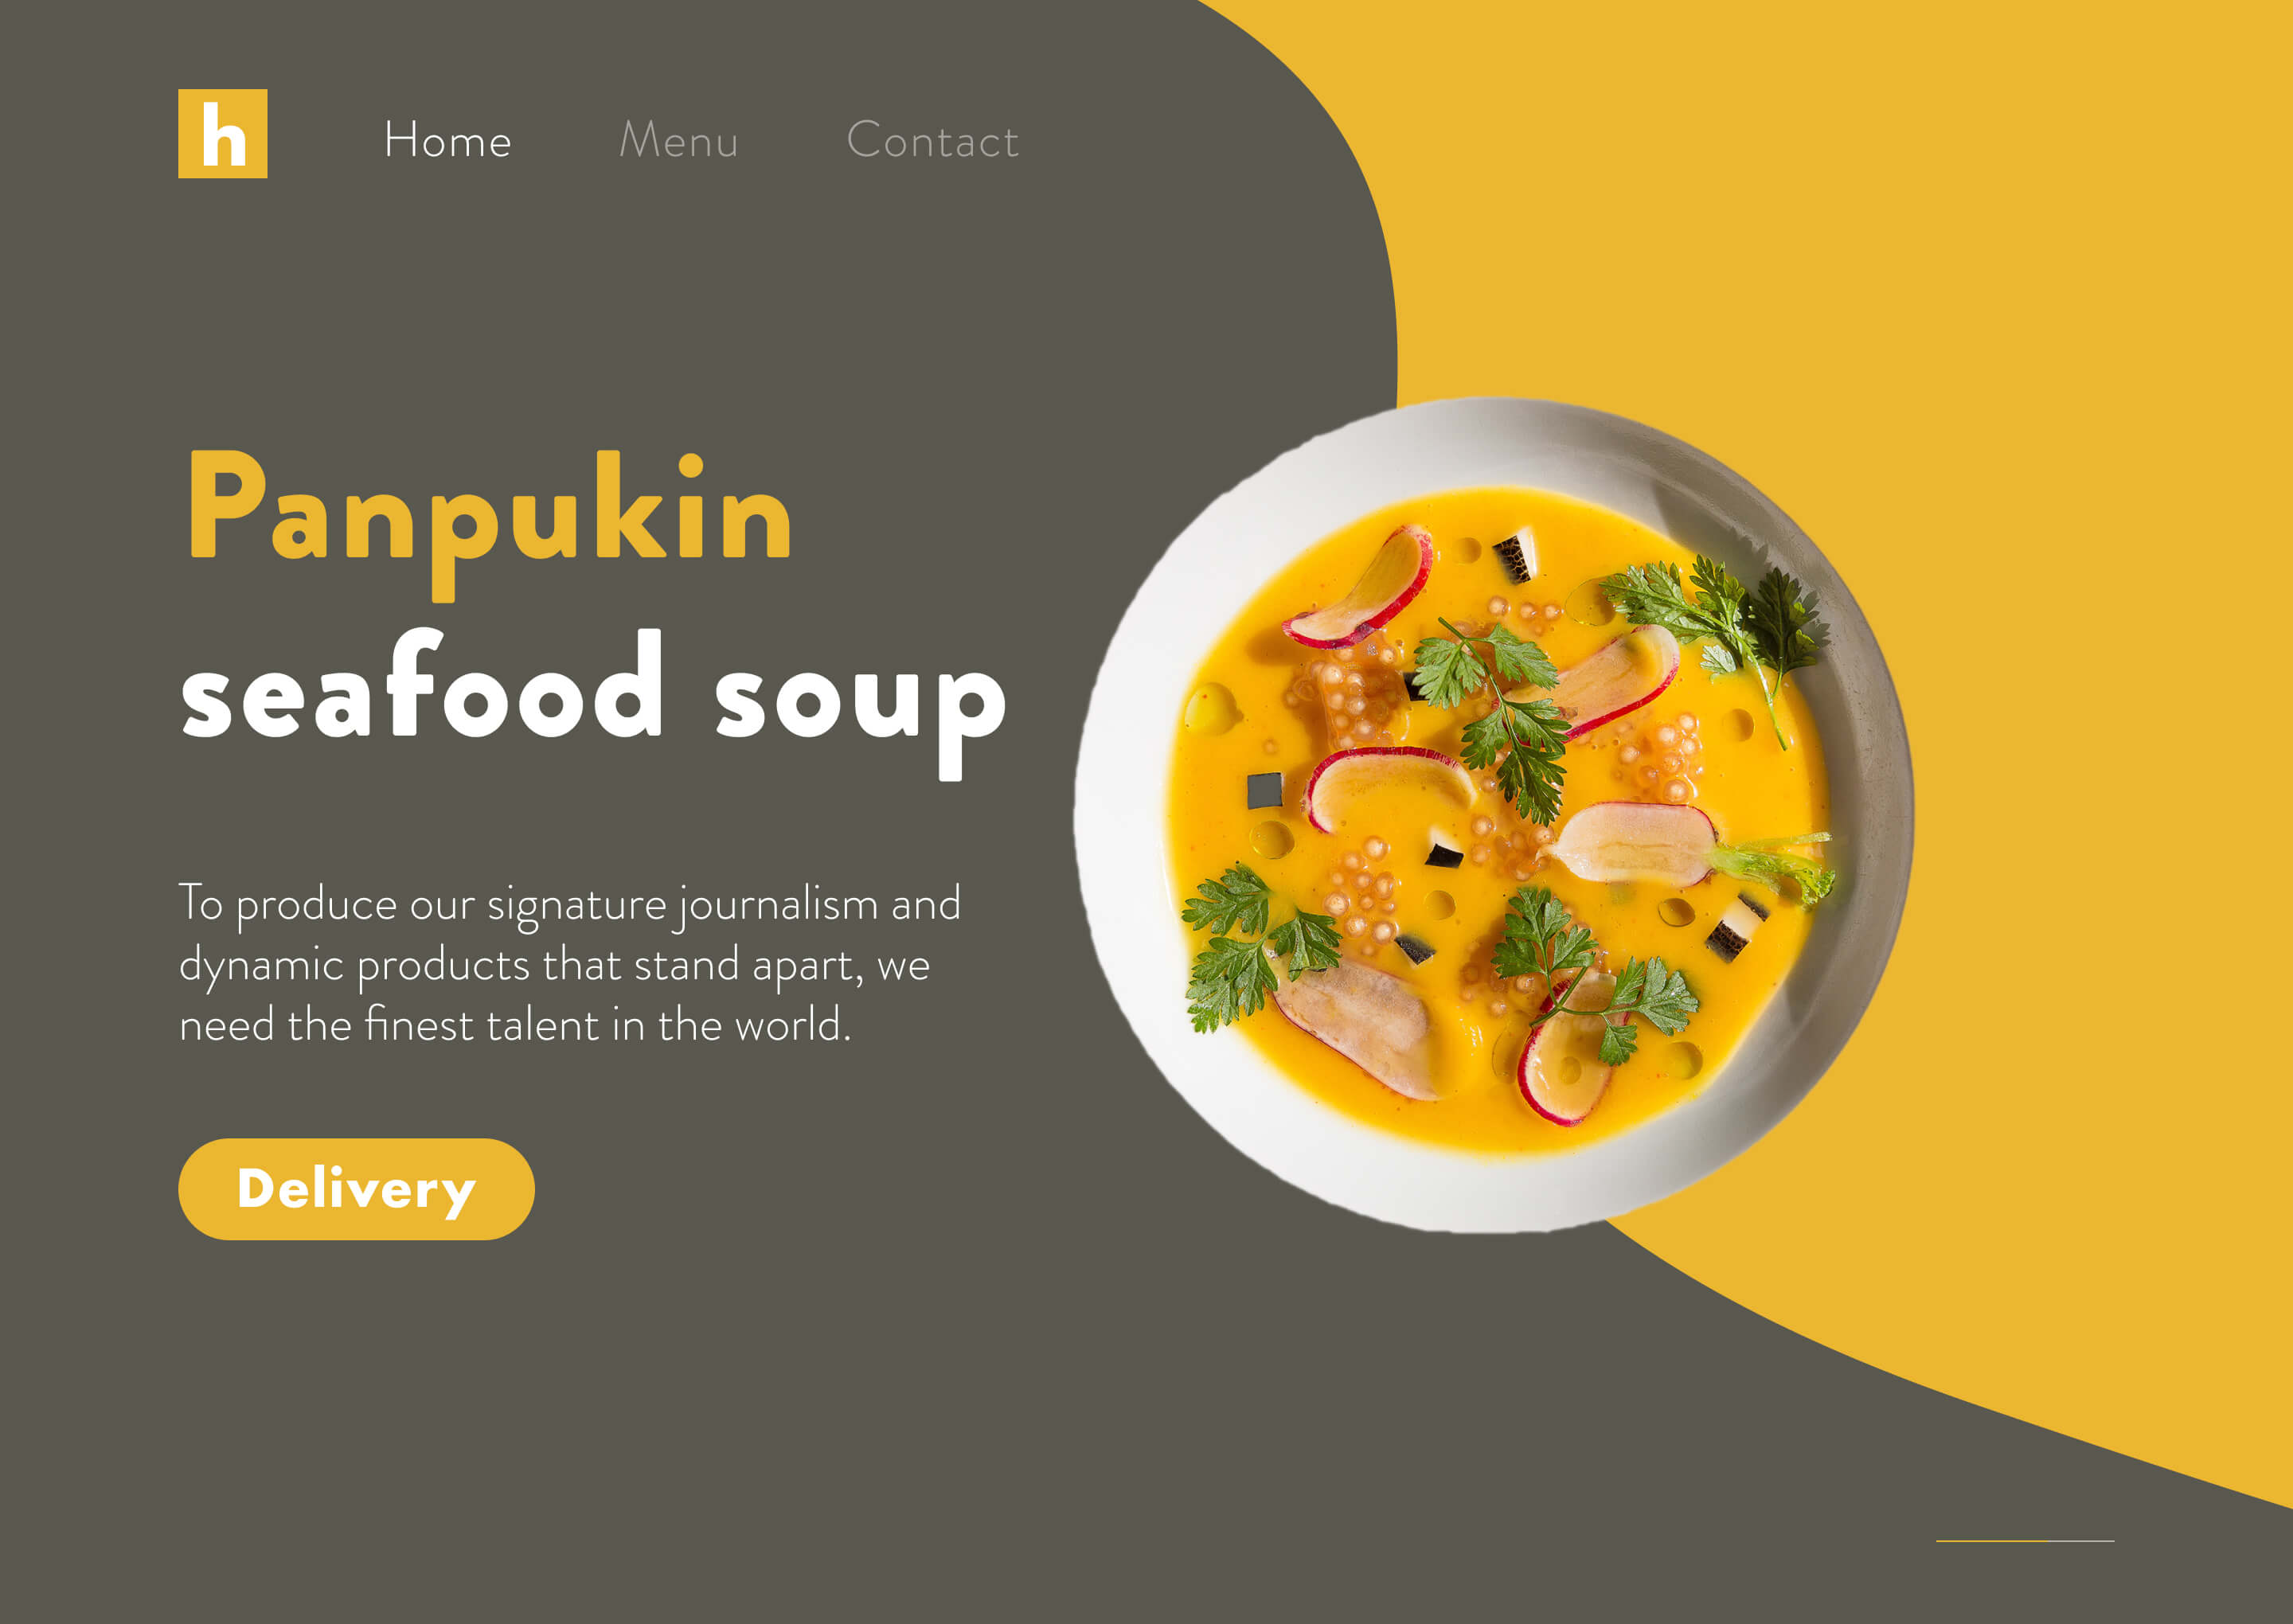 h
Home Menu Contact
Panpukin
seafood soup
To produce our signature journalism and
dynamic products that stand apart, we
need the finest talent in the world.
Delivery